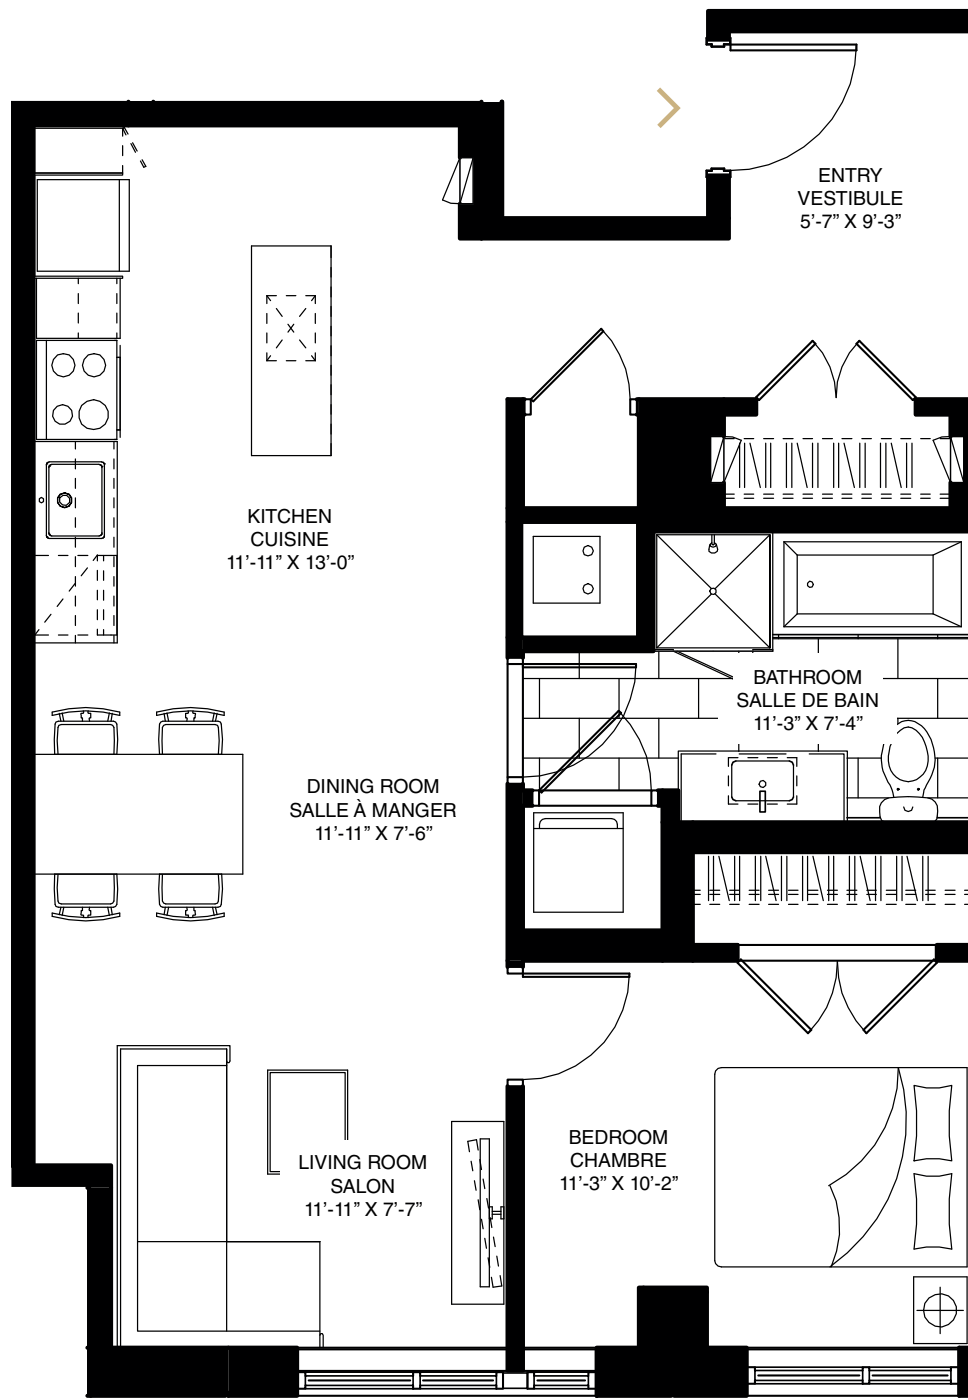 ENTRY
VESTIBULE
5'-7” X 9'-3”
KITCHEN
CUISINE
11'-11” X 13'-0”
BATHROOM
SALLE DE BAIN
11'-3” X 7'-4”
DINING ROOM
SALLE À MANGER
11'-11” X 7'-6”
BEDROOM
CHAMBRE
11'-3” X 10'-2”
LIVING ROOM
SALON
11'-11” X 7'-7”